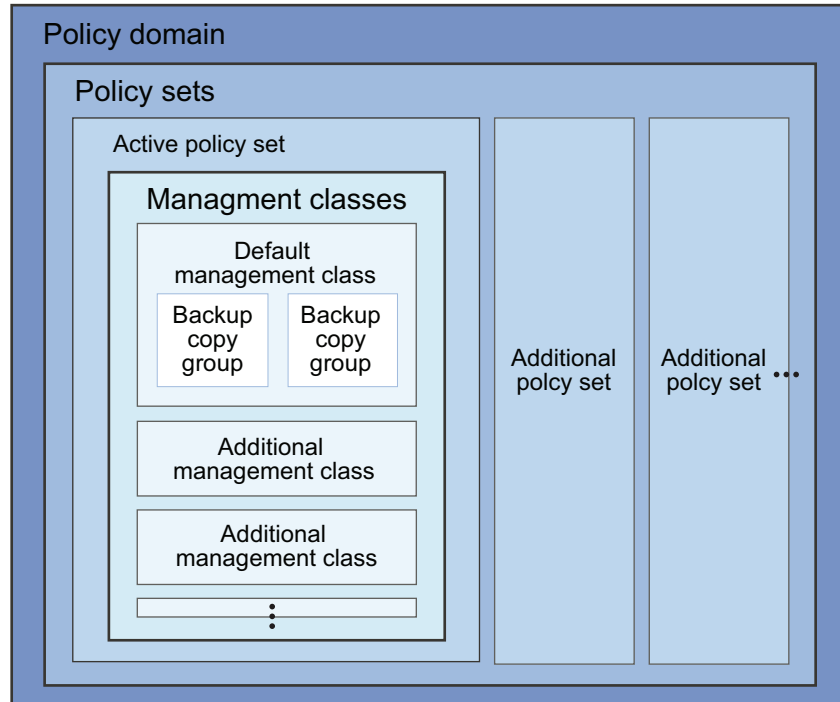 Policy domain
Policy sets
Active policy set
Managment classes
Default
management class
Backup
copy
group
Backup
copy
group
Additional
management class
Additional
management class
Additional
polcy set
Additional
polcy set